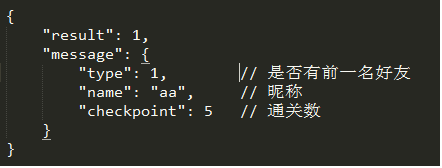 {
    "result": 1,
    "message": {
        "type": 1,        // 是否有前一名好友
        "name": "aa",     // 昵称
        "checkpoint": 5   // 通关数
    }
}